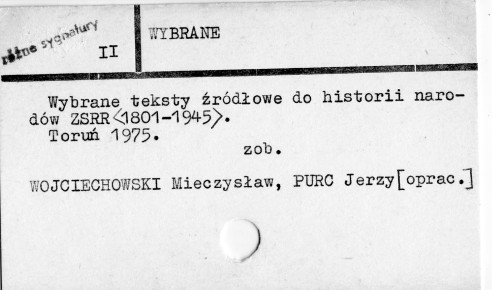 różne sygnatury
II
WYBRANE
Wybrane teksty źródłowe do historii naro-
dów ZSRR<1801-1945>.
Toruń 1975.
zob.
WOJCIECHOWSKI Mieczysław, PURC Jerzy[oprac.]